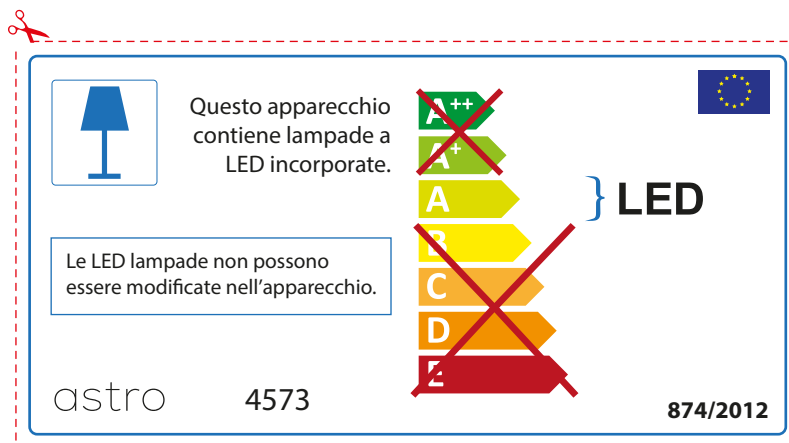 Questo apparecchio
contiene lampade a
LED incorporate.
A++
A+
A
B
C
D
E
LED
Le LED lampade non possono
essere modificate nell'apparecchio.
astro
4573
874/2012